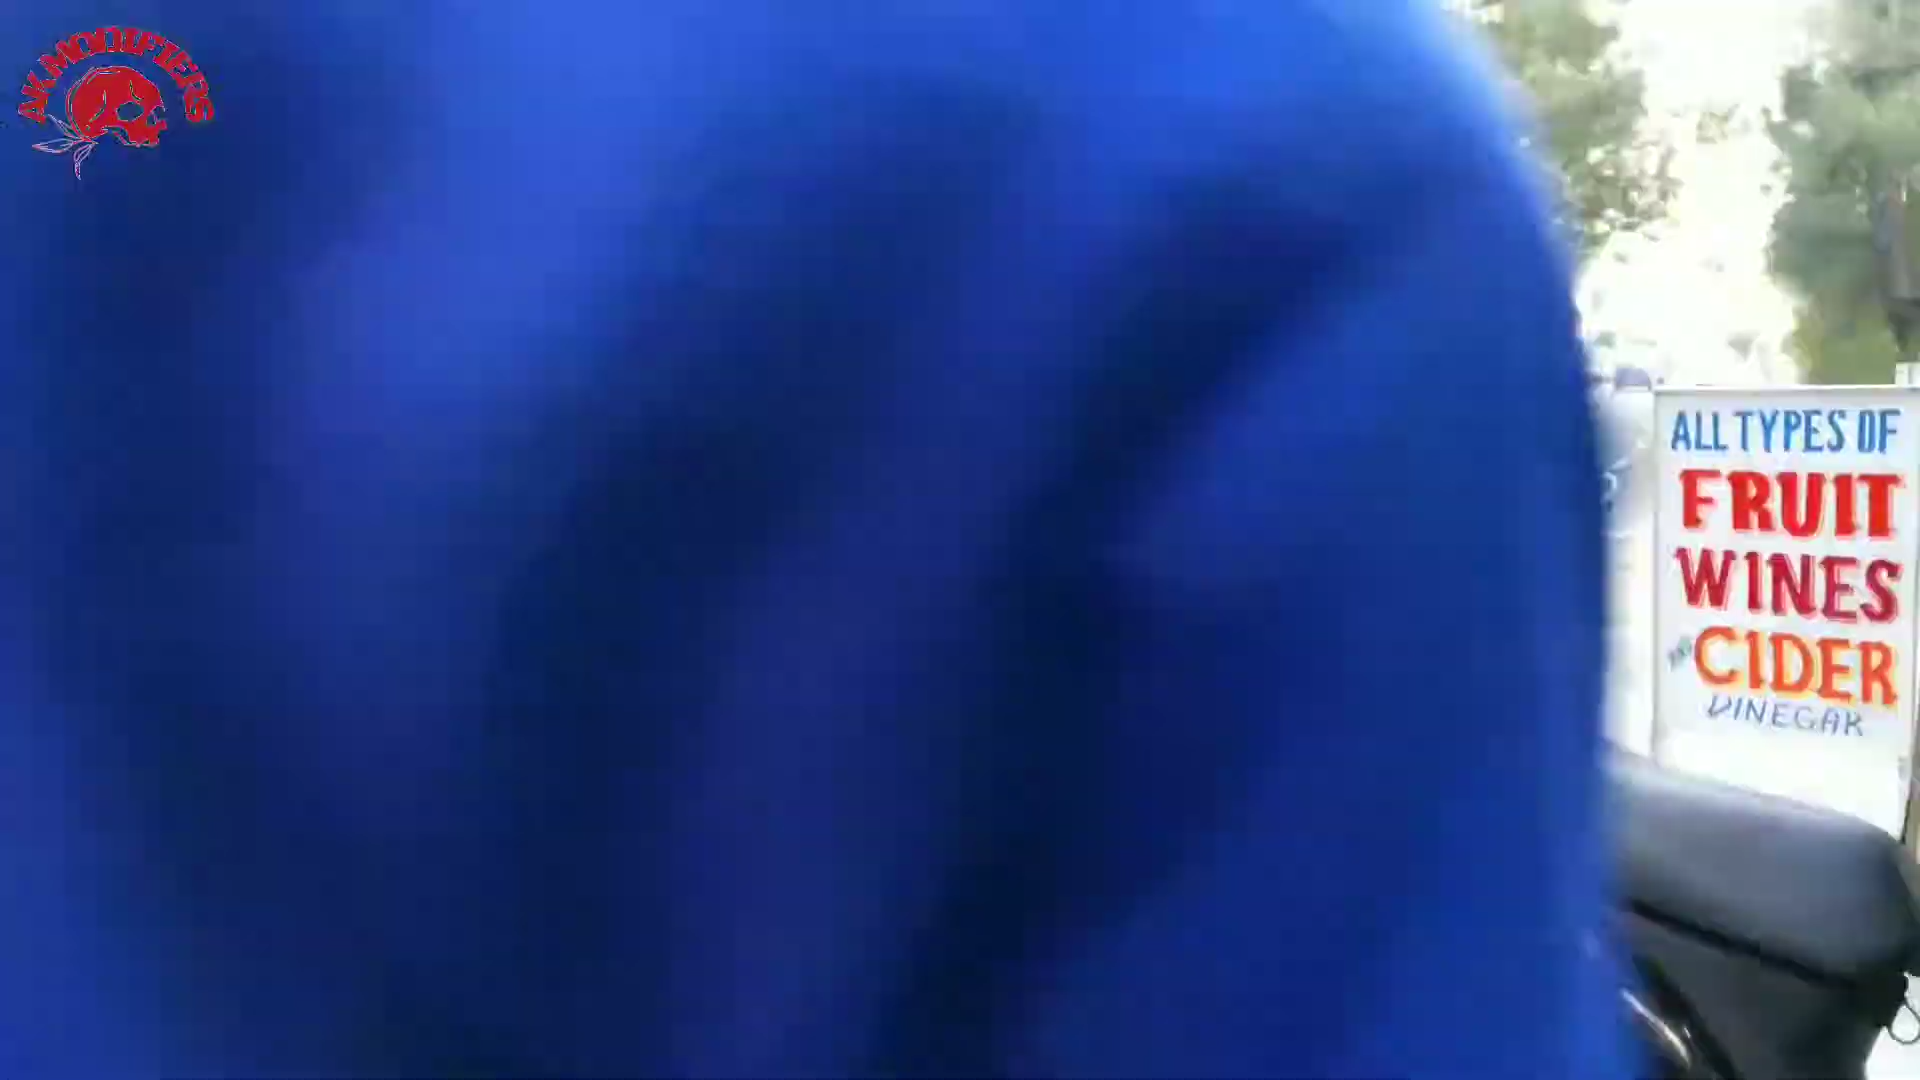 AKMODIFIERS
ALL TYPES OF
FRUIT
WINES
CIDER
VINEGAR